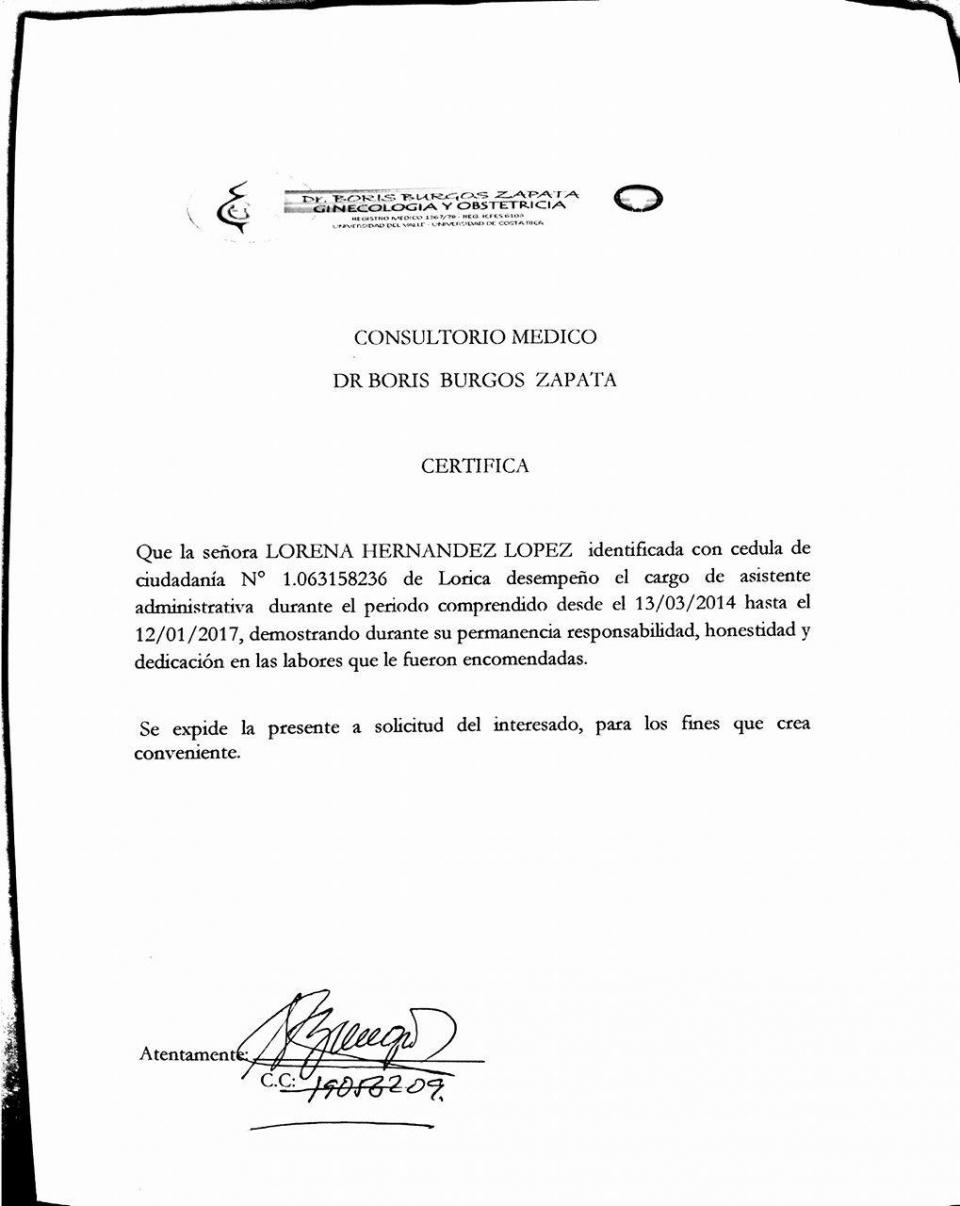 Dr. BORIS BURGOS ZAPATA
GINECOLOGIA Y OBSTETRICIA
REGISTRO MEDICO 1367/79 - REG. ICFES 6103
UNIVERSIDAD DEL VALLE - UNIVERSIDAD DE COSTA RICA
CONSULTORIO MEDICO
DR BORIS BURGOS ZAPATA
CERTIFICA
Que la señora LORENA HERNANDEZ LOPEZ identificada con cedula de
ciudadanía N° 1.063158236 de Lorica desempeño el cargo de asistente
administrativa durante el periodo comprendido desde el 13/03/2014 hasta el
12/01/2017, demostrando durante su permanencia responsabilidad, honestidad y
dedicación en las labores que le fueron encomendadas.
Se expide la presente a solicitud del interesado, para los fines que crea
conveniente.
Atentamente:
C.C: 19056209.